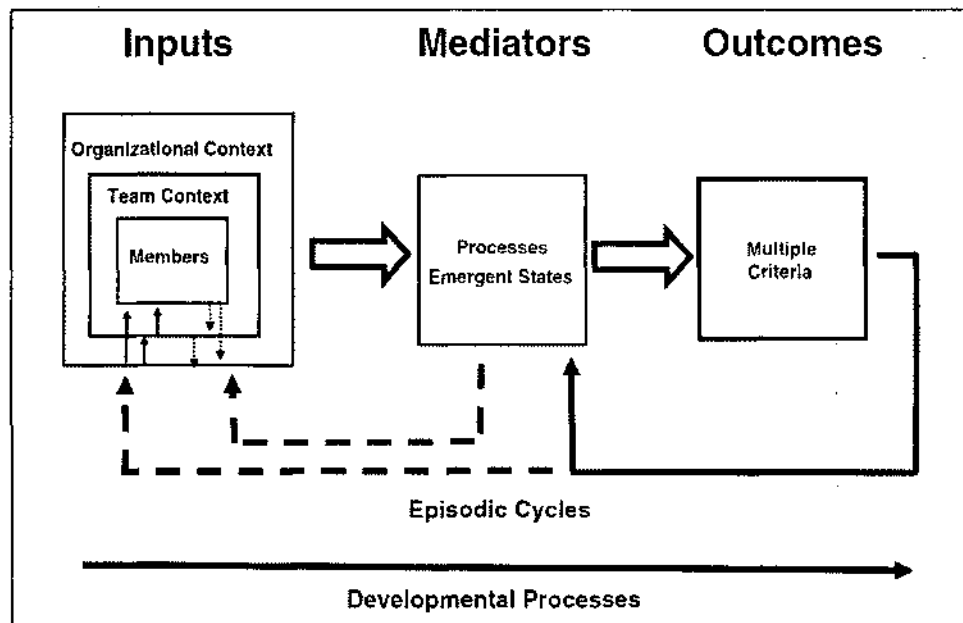 Inputs
Mediators
Outcomes
Organizational Context
Team Context
Members
Processes
Emergent States
Multiple
Criteria
Episodic Cycles
Developmental Processes